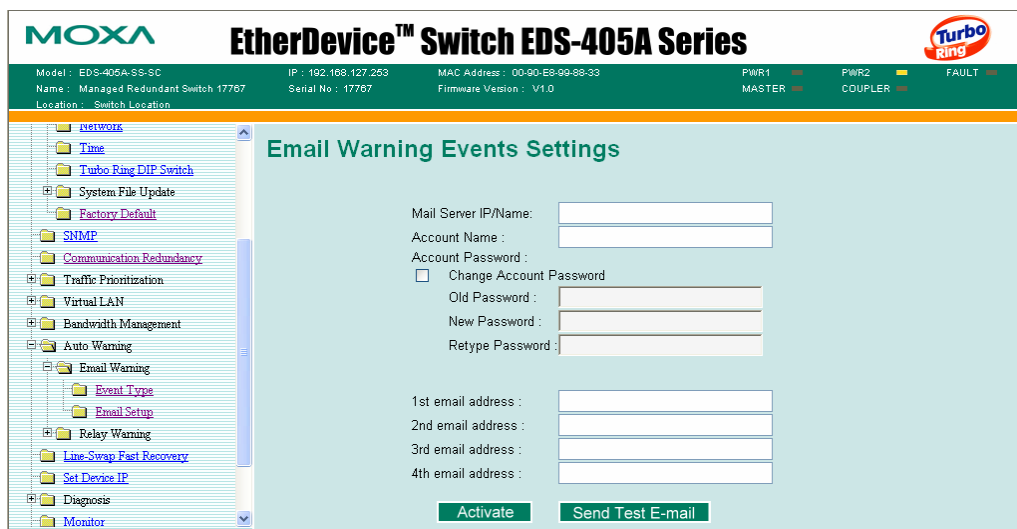 MOXA
EtherDevice™ Switch EDS-405A Series
Turbo Ring
Model : EDS-405A-SS-SC
IP : 192.168.127.253
MAC Address : 00-90-E8-99-88-33
PWR1
PWR2
FAULT
Name : Managed Redundant Switch 17767
Serial No : 17767
Firmware Version : V1.0
MASTER
COUPLER
Location : Switch Location
Network
Time
Turbo Ring DIP Switch
System File Update
Factory Default
SNMP
Communication Redundancy
Traffic Prioritization
Virtual LAN
Bandwidth Management
Auto Warning
Email Warning
Event Type
Email Setup
Relay Warning
Line-Swap Fast Recovery
Set Device IP
Diagnosis
Monitor
Email Warning Events Settings
Mail Server IP/Name:
Account Name :
Account Password :
Change Account Password
Old Password :
New Password :
Retype Password :
1st email address :
2nd email address :
3rd email address :
4th email address :
Activate
Send Test E-mail